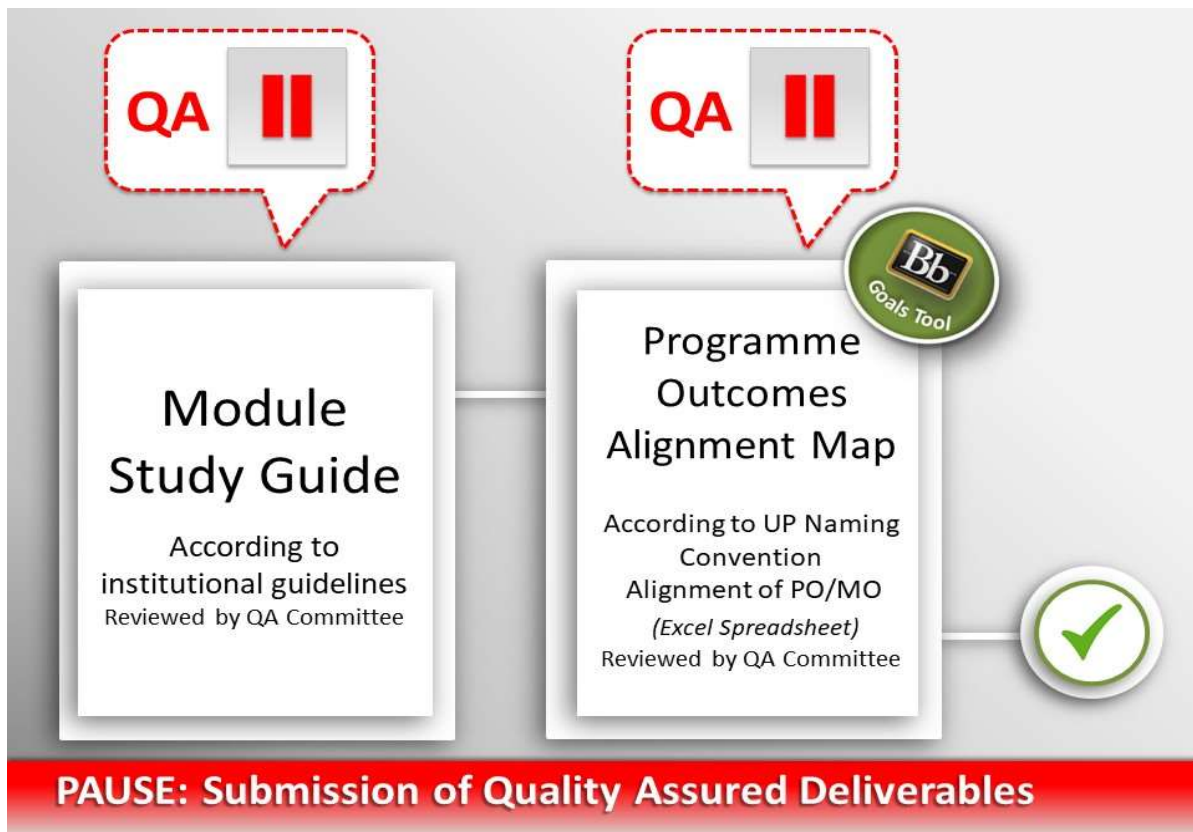 QA
QA
Bb
Goals Tool
Module
Study Guide
According to
institutional guidelines
Reviewed by QA Committee
Programme
Outcomes
Alignment Map
According to UP Naming
Convention
Alignment of PO/MO
(Excel Spreadsheet)
Reviewed by QA Committee
PAUSE: Submission of Quality Assured Deliverables